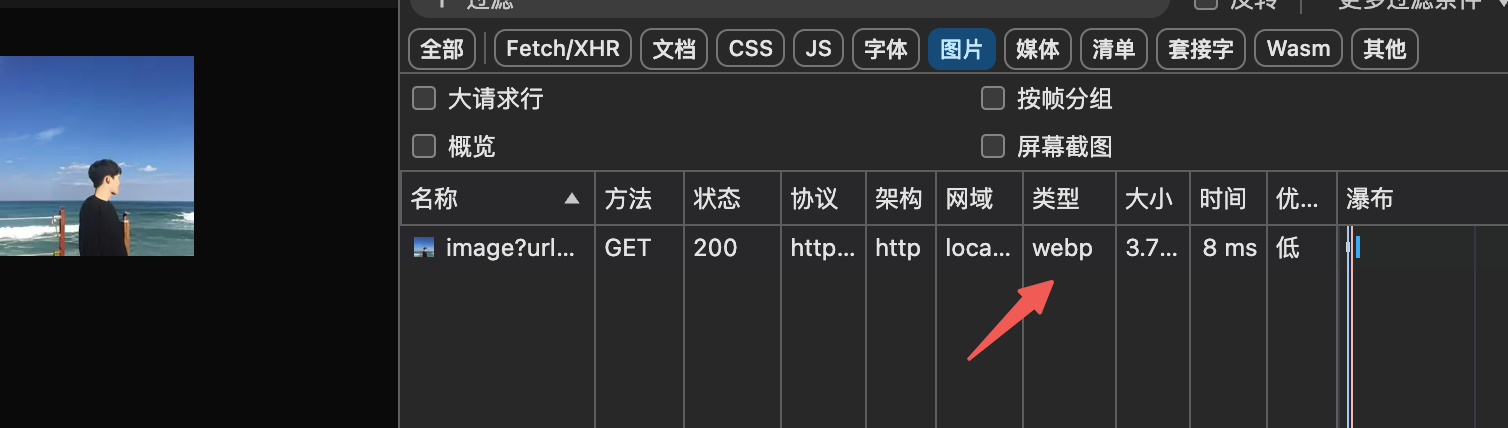 过滤 反转 更多过滤条件
全部 Fetch/XHR 文档 CSS JS 字体 图片 媒体 清单 套接字 Wasm 其他
大请求行 按帧分组
概览 屏幕截图
名称 方法 状态 协议 架构 网域 类型 大小 时间 优... 瀑布
image?url... GET 200 http... http loca... webp 3.7... 8 ms 低